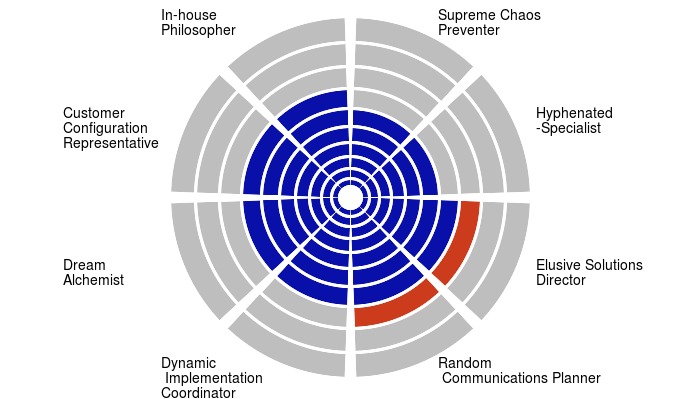 In-house
Philosopher
Supreme Chaos
Preventer
Customer
Configuration
Representative
Hyphenated
-Specialist
Dream
Alchemist
Elusive Solutions
Director
Dynamic
Implementation
Coordinator
Random
Communications Planner